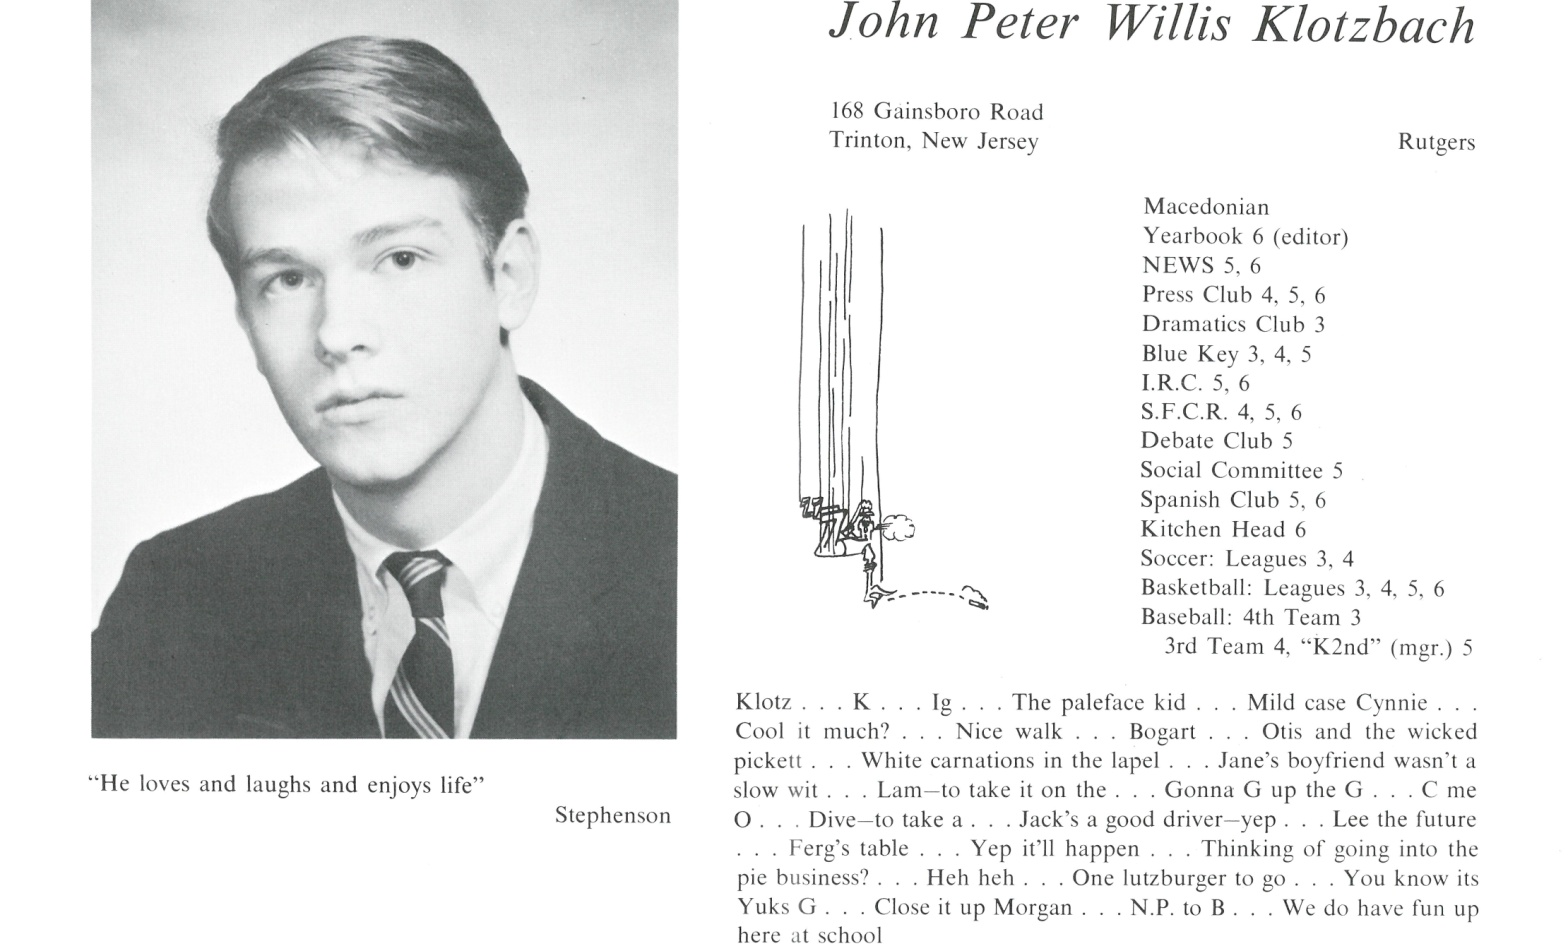 John Peter Willis Klotzbach
168 Gainsboro Road
Trinton, New Jersey
Rutgers
Macedonian
Yearbook 6 (editor)
NEWS 5, 6
Press Club 4, 5, 6
Dramatics Club 3
Blue Key 3, 4, 5
I.R.C. 5, 6
S.F.C.R. 4, 5, 6
Debate Club 5
Social Committee 5
Spanish Club 5, 6
Kitchen Head 6
Soccer: Leagues 3, 4
Basketball: Leagues 3, 4, 5, 6
Baseball: 4th Team 3
3rd Team 4, “K2nd” (mgr.) 5
“He loves and laughs and enjoys life”
Stephenson
Klotz . . . K . . . Ig . . . The paleface kid . . . Mild case Cynnie . . .
Cool it much? . . . Nice walk . . . Bogart . . . Otis and the wicked
pickett . . . White carnations in the lapel . . . Jane’s boyfriend wasn’t a
slow wit . . . Lam—to take it on the . . . Gonna G up the G . . . C me
O . . . Dive—to take a . . . Jack’s a good driver—yep . . . Lee the future
. . . Ferg’s table . . . Yep it’ll happen . . . Thinking of going into the
pie business? . . . Heh heh . . . One lutzburger to go . . . You know its
Yuks G . . . Close it up Morgan . . . N.P. to B . . . We do have fun up
here at school